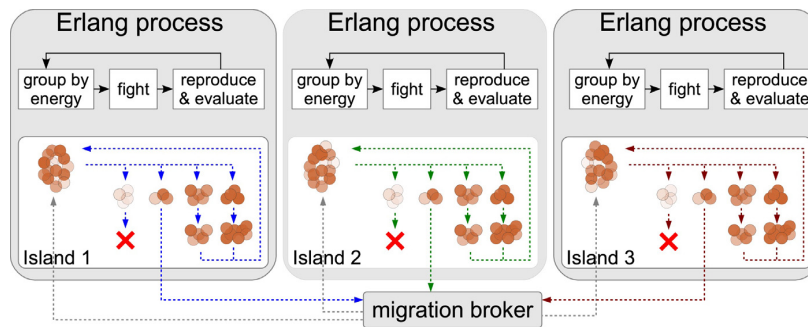 Erlang process
group by
energy
fight
reproduce
& evaluate
Island 1
Erlang process
group by
energy
fight
reproduce
& evaluate
Island 2
Erlang process
group by
energy
fight
reproduce
& evaluate
Island 3
migration broker